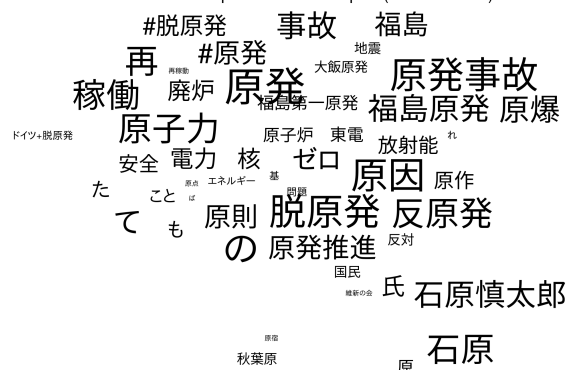 #脱原発 事故 福島
再 #原発 地震
再稼動 大飯原発
稼働 廃炉 原発 原発事故
福島第一原発 福島原発 原爆
ドイツ+脱原発 原子力 原子炉 東電 放射能 れ
安全 電力 核 ゼロ
原因 原作
た こと 原点 エネルギー 基
ば 問題
て も 原則 脱原発 反原発
の 原発推進 反対
国民
維新の会 氏 石原慎太郎
原宿
秋葉原 原 石原